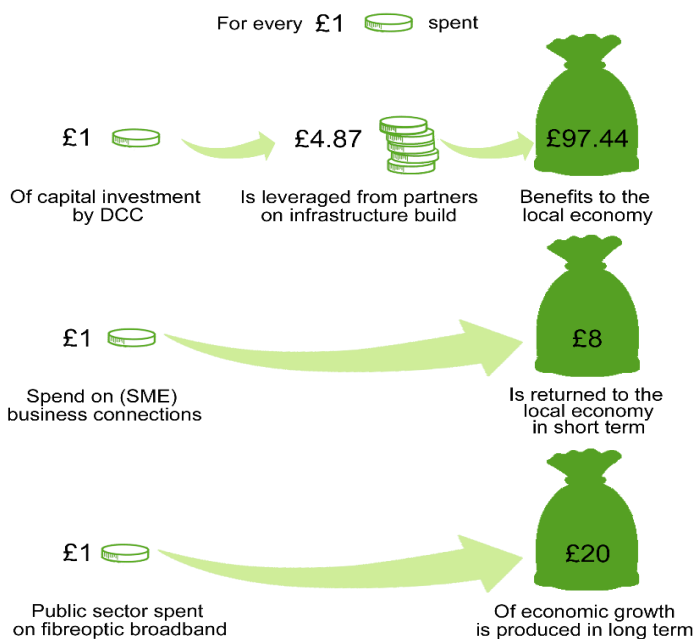 For every £1 spent
£1 £4.87 £97.44
Of capital investment
by DCC
Is leveraged from partners
on infrastructure build
Benefits to the
local economy
£1 £8
Spend on (SME)
business connections
Is returned to the
local economy
in short term
£1 £20
Public sector spent
on fibreoptic broadband
Of economic growth
is produced in long term